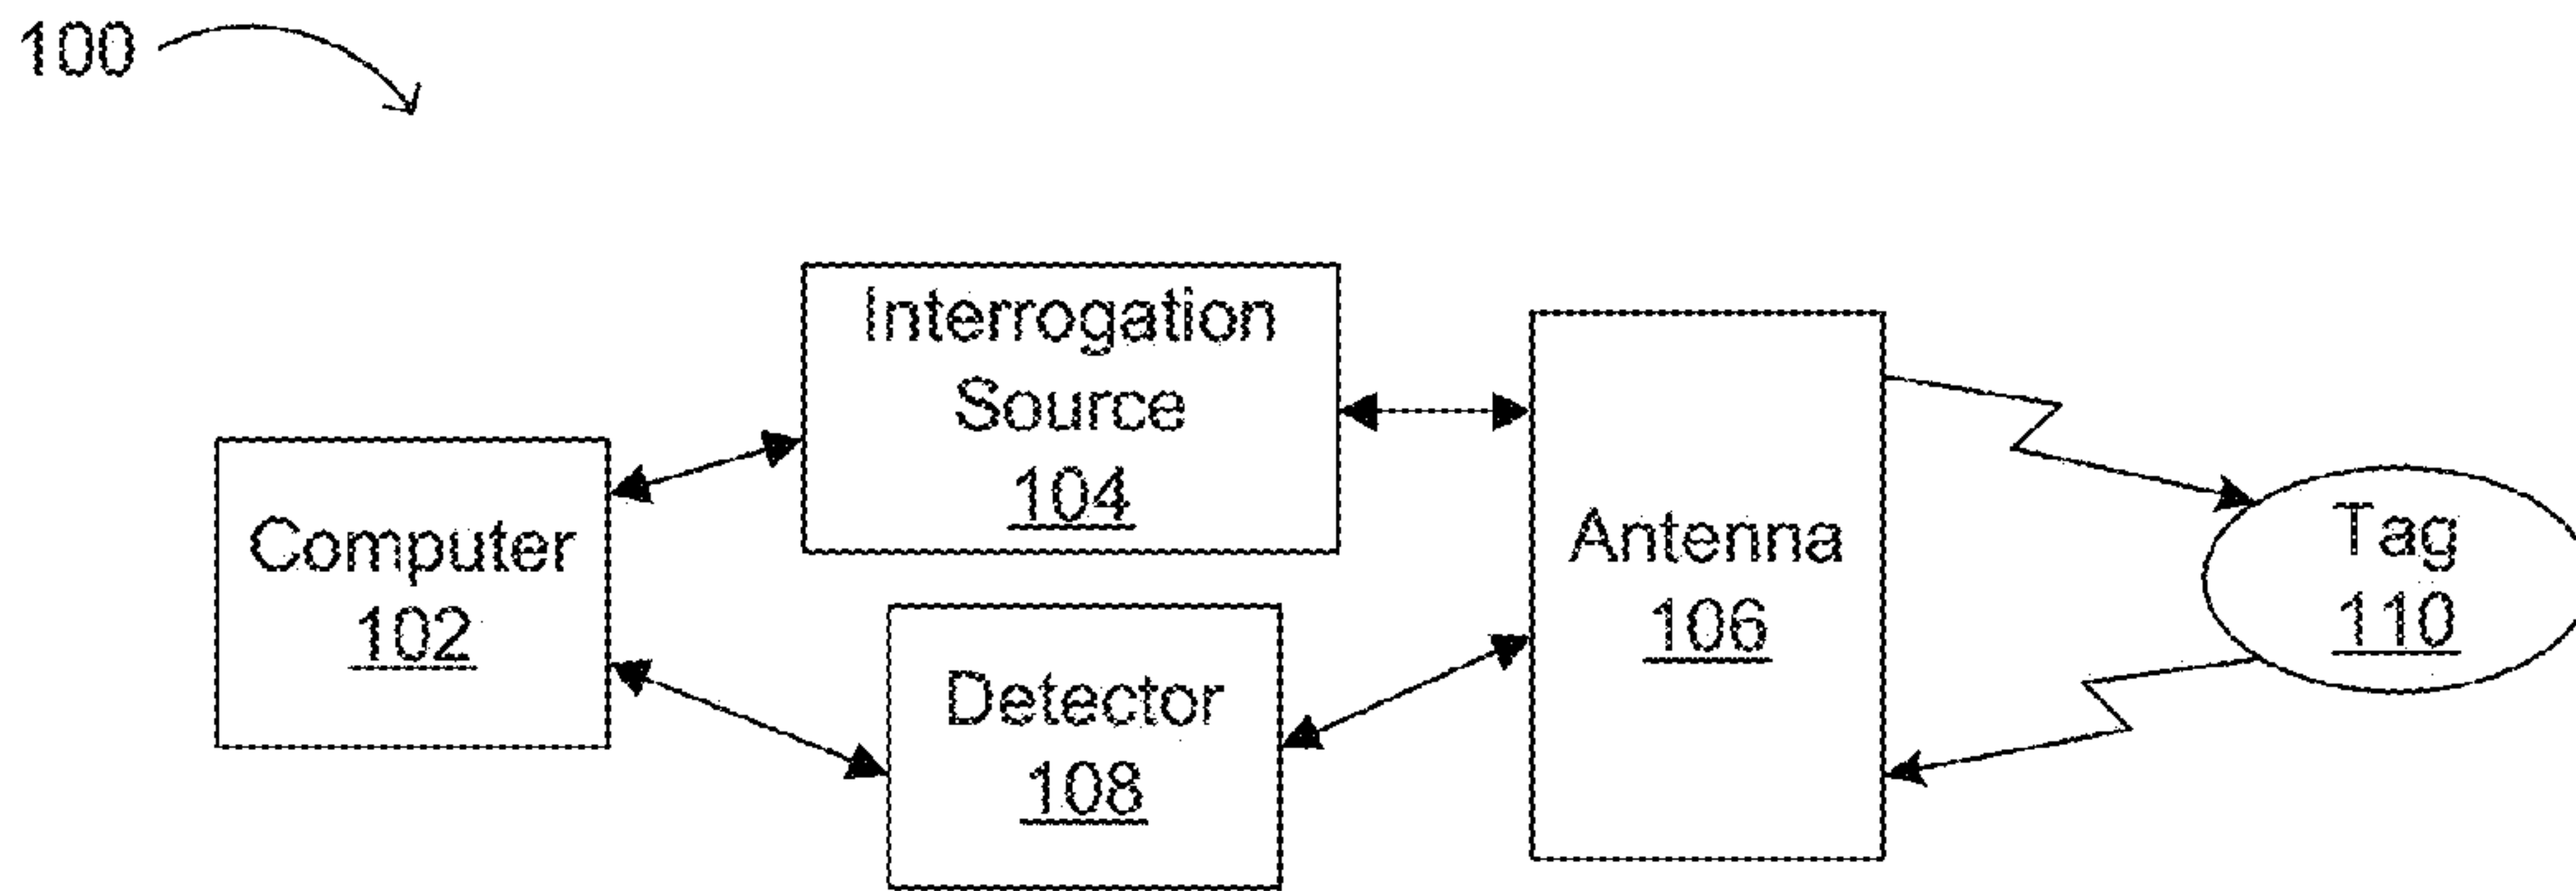 100
Interrogation
Source
104
Computer
102
Antenna
106
Tag
110
Detector
108